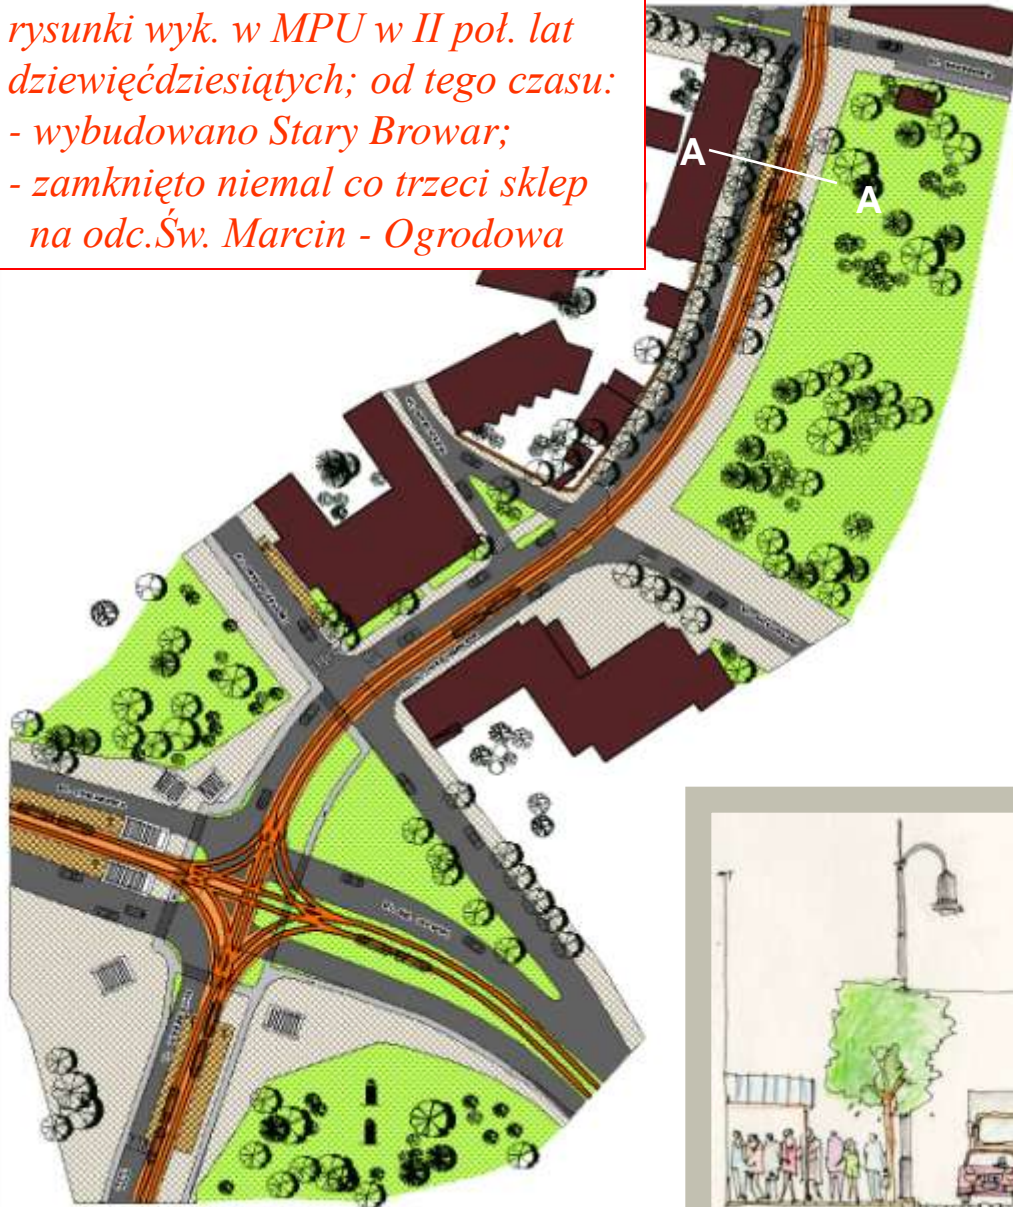 rysunki wyk. w MPU w II poł. lat
dziewięćdziesiątych; od tego czasu:
- wybudowano Stary Browar;
- zamknięto niemal co trzeci sklep
na odc.Św. Marcin - Ogrodowa
A
A